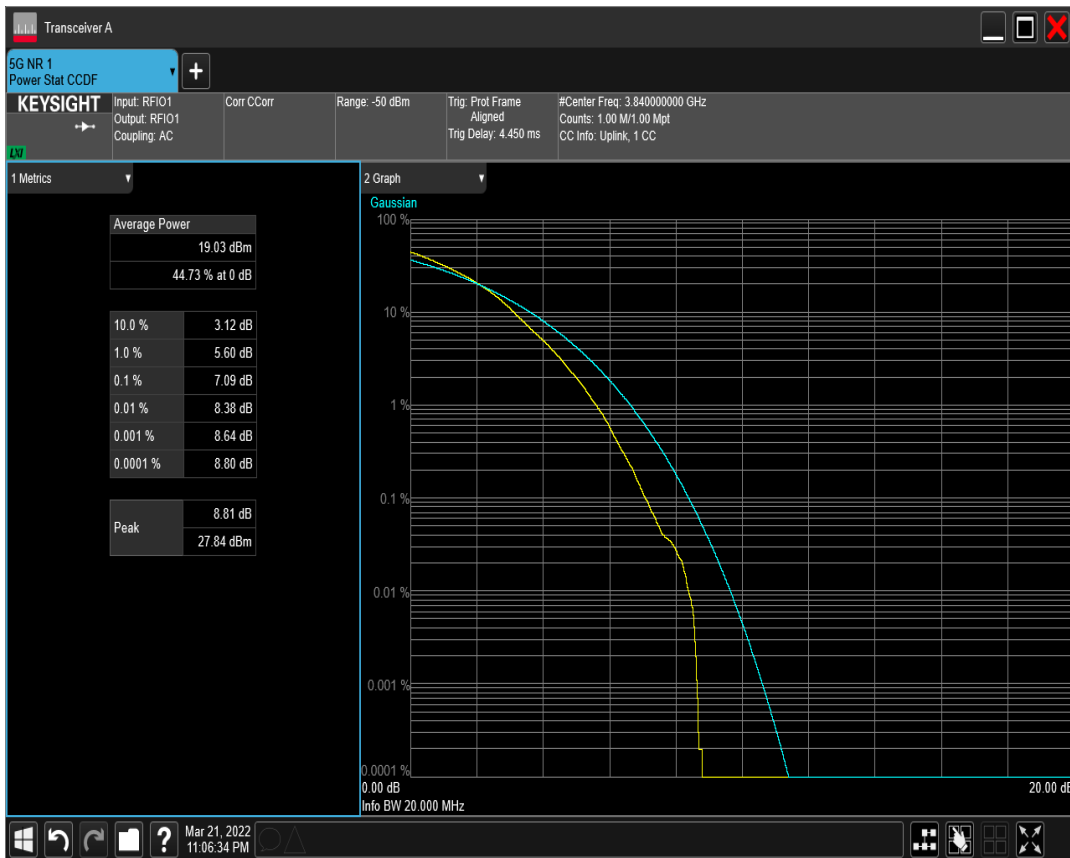 Transceiver A
5G NR 1
Power Stat CCDF
KEYSIGHT
LXI
Input: RFIO1
Output: RFIO1
Coupling: AC
Corr CCorr
Range: -50 dBm
Trig: Prot Frame
Aligned
Trig Delay: 4.450 ms
#Center Freq: 3.840000000 GHz
Counts: 1.00 M/1.00 Mpt
CC Info: Uplink, 1 CC
1 Metrics
Average Power
19.03 dBm
44.73 % at 0 dB
10.0 % 3.12 dB
1.0 % 5.60 dB
0.1 % 7.09 dB
0.01 % 8.38 dB
0.001 % 8.64 dB
0.0001 % 8.80 dB
Peak
8.81 dB
27.84 dBm
2 Graph
Gaussian
100 %
10 %
1 %
0.1 %
0.01 %
0.001 %
0.0001 %
0.00 dB 20.00 dB
Info BW 20.000 MHz
?
Mar 21, 2022
11:06:34 PM